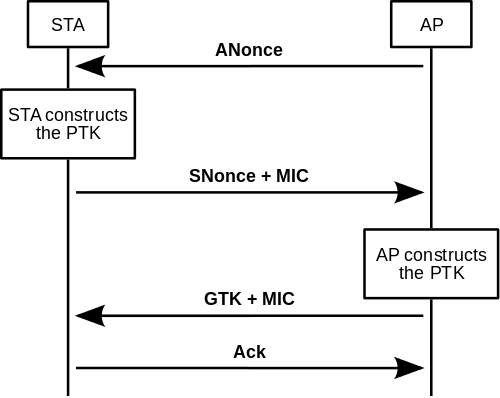 STA
AP
ANonce
STA constructs
the PTK
SNonce + MIC
AP constructs
the PTK
GTK + MIC
Ack